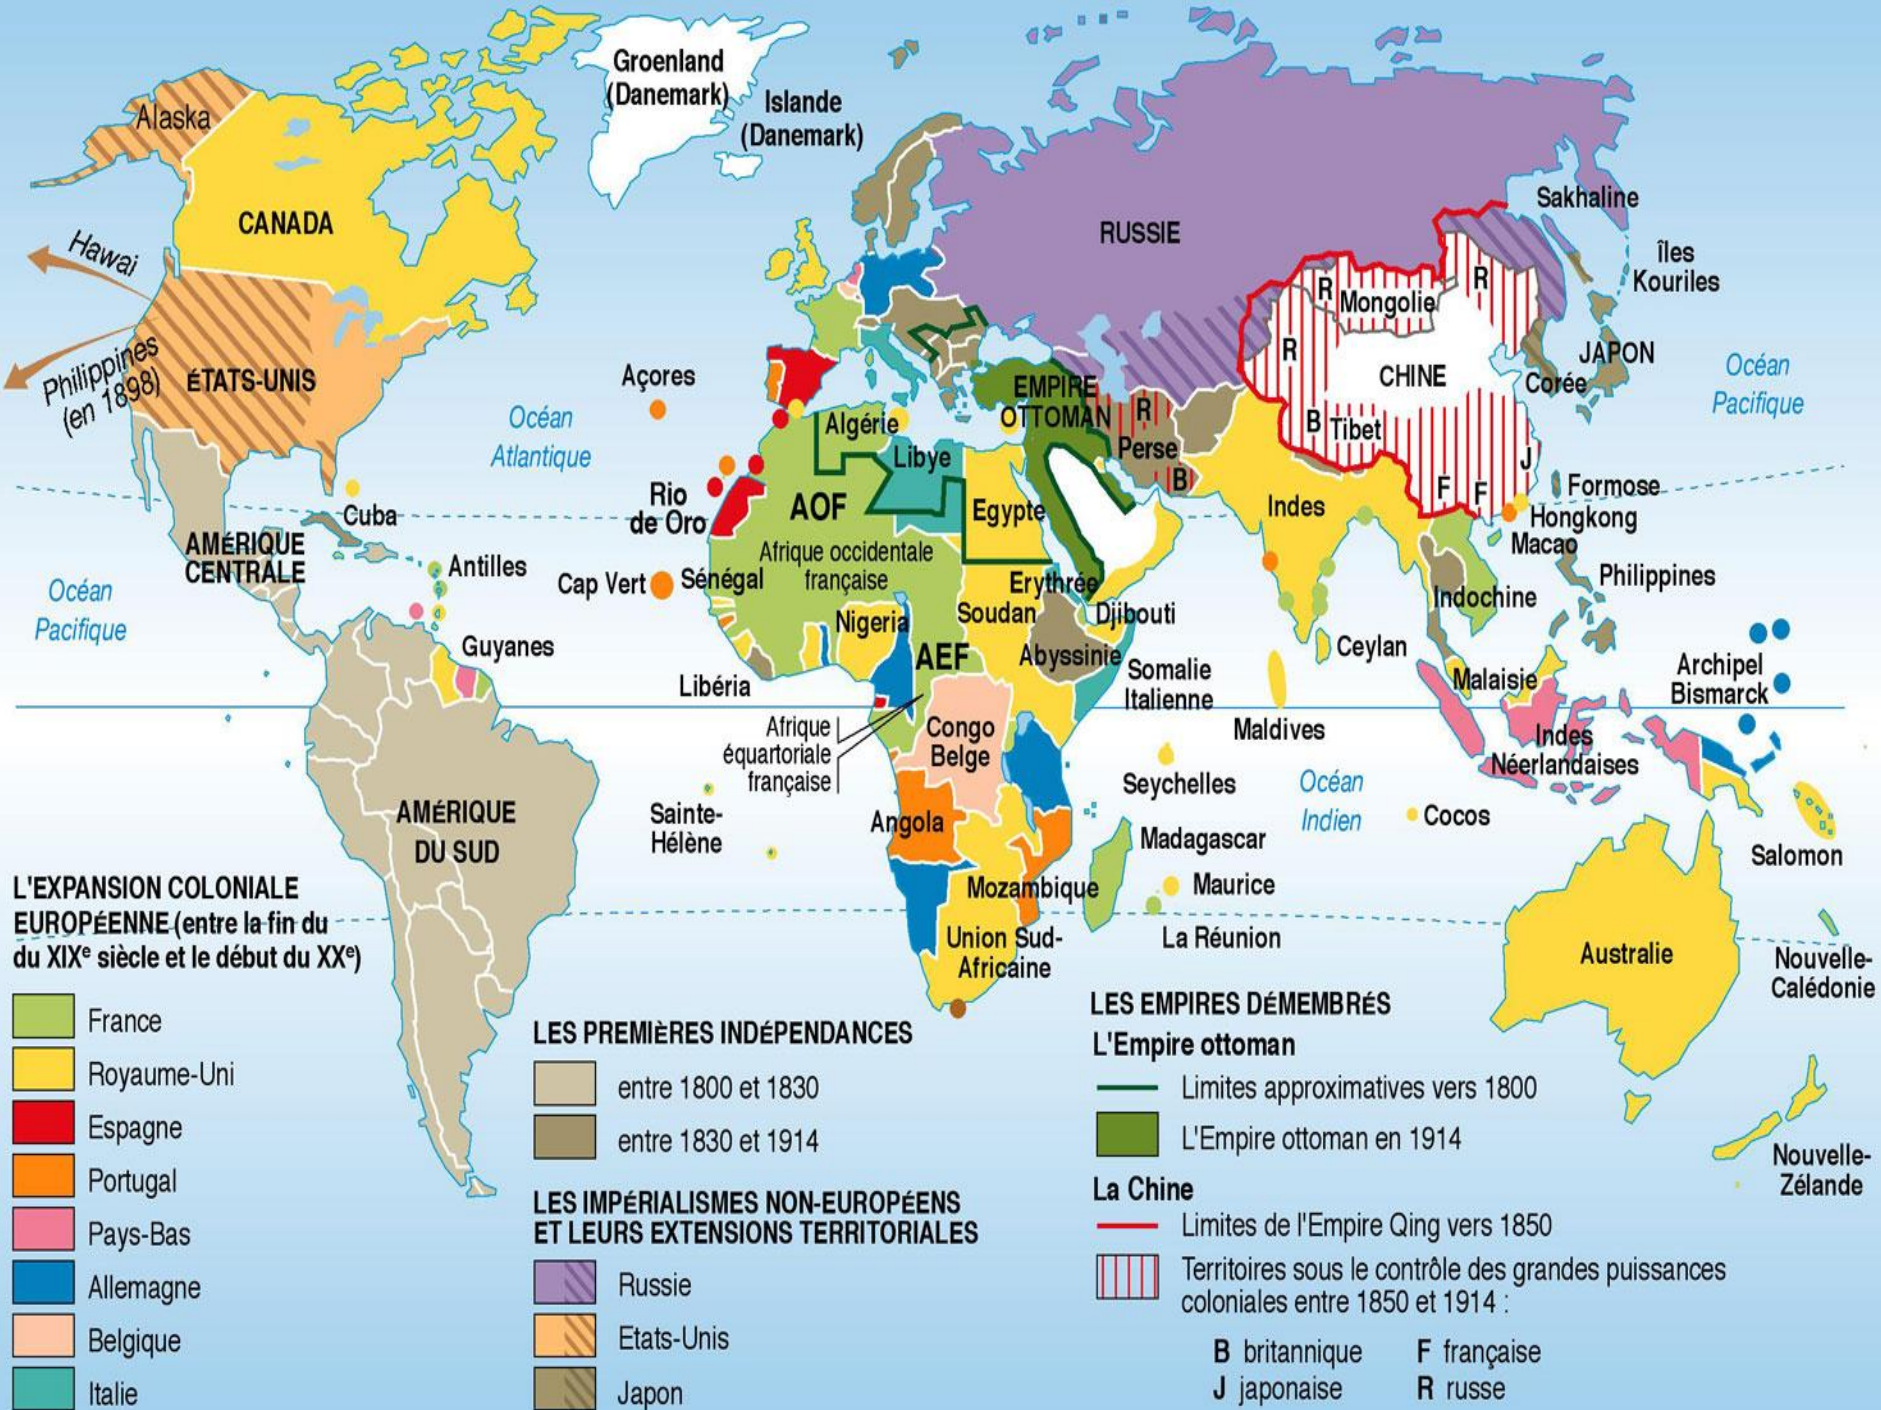 Groenland
(Danemark)
Islande
(Danemark)
Alaska
CANADA
RUSSIE
Sakhaline
îles
Kouriles
Hawai
Philippines
(en 1898)
ÉTATS-UNIS
Océan
Atlantique
Açores
EMPIRE
OTTOMAN
R
Perse
B
R
Mongolie
R
R
CHINE
B
Tibet
J
F
F
JAPON
Corée
Océan
Pacifique
Algérie
Libye
Egypte
Rio
de Oro
AOF
Afrique occidentale
française
Cuba
AMÉRIQUE
CENTRALE
Antilles
Cap Vert
Sénégal
Erythrée
Soudan
Djibouti
Nigeria
AEF
Abyssinie
Somalie
Italienne
Indes
Formose
Hongkong
Macao
Philippines
Indochine
Ceylan
Malaisie
Archipel
Bismarck
Océan
Pacifique
Guyanes
Libéria
Afrique
équartoriale
française
Congo
Belge
Maldives
Seychelles
Océan
Indien
Indes
Néerlandaises
Cocos
Salomon
AMÉRIQUE
DU SUD
Sainte-
Hélène
Angola
Madagascar
Mozambique
Maurice
La Réunion
Union Sud-
Africaine
Australie
Nouvelle-
Calédonie
Nouvelle-
Zélande
L'EXPANSION COLONIALE
EUROPÉENNE (entre la fin du
du XIXe siècle et le début du XXe)
France
Royaume-Uni
Espagne
Portugal
Pays-Bas
Allemagne
Belgique
Italie
LES PREMIÈRES INDÉPENDANCES
entre 1800 et 1830
entre 1830 et 1914
LES IMPÉRIALISMES NON-EUROPÉENS
ET LEURS EXTENSIONS TERRITORIALES
Russie
Etats-Unis
Japon
LES EMPIRES DÉMEMBRÉS
L'Empire ottoman
Limites approximatives vers 1800
L'Empire ottoman en 1914
La Chine
Limites de l'Empire Qing vers 1850
Territoires sous le contrôle des grandes puissances
coloniales entre 1850 et 1914 :
B britannique
F française
J japonaise
R russe